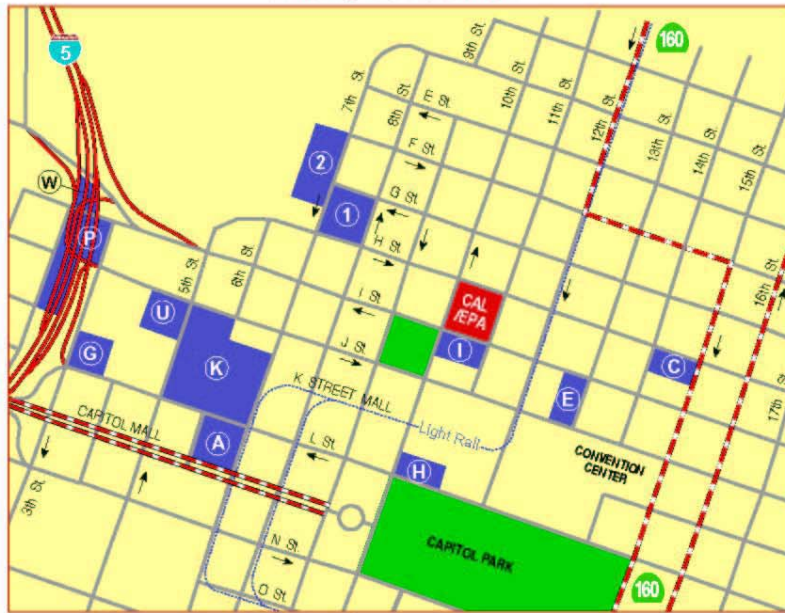 160
5
9th St.
10th St.
11th St.
12th St.
13th St.
14th St.
15th St.
16th St.
17th St.
7th St.
8th St.
E St.
F St.
G St.
H St.
I St.
J St.
2
1
W
P
5th St.
6th St.
CAL
/EPA
U
K
G
I
C
E
K STREET MALL
Light Rail
CAPITOL MALL
A
L St.
H
CONVENTION
CENTER
3th St.
N St.
O St.
CAPITOL PARK
160